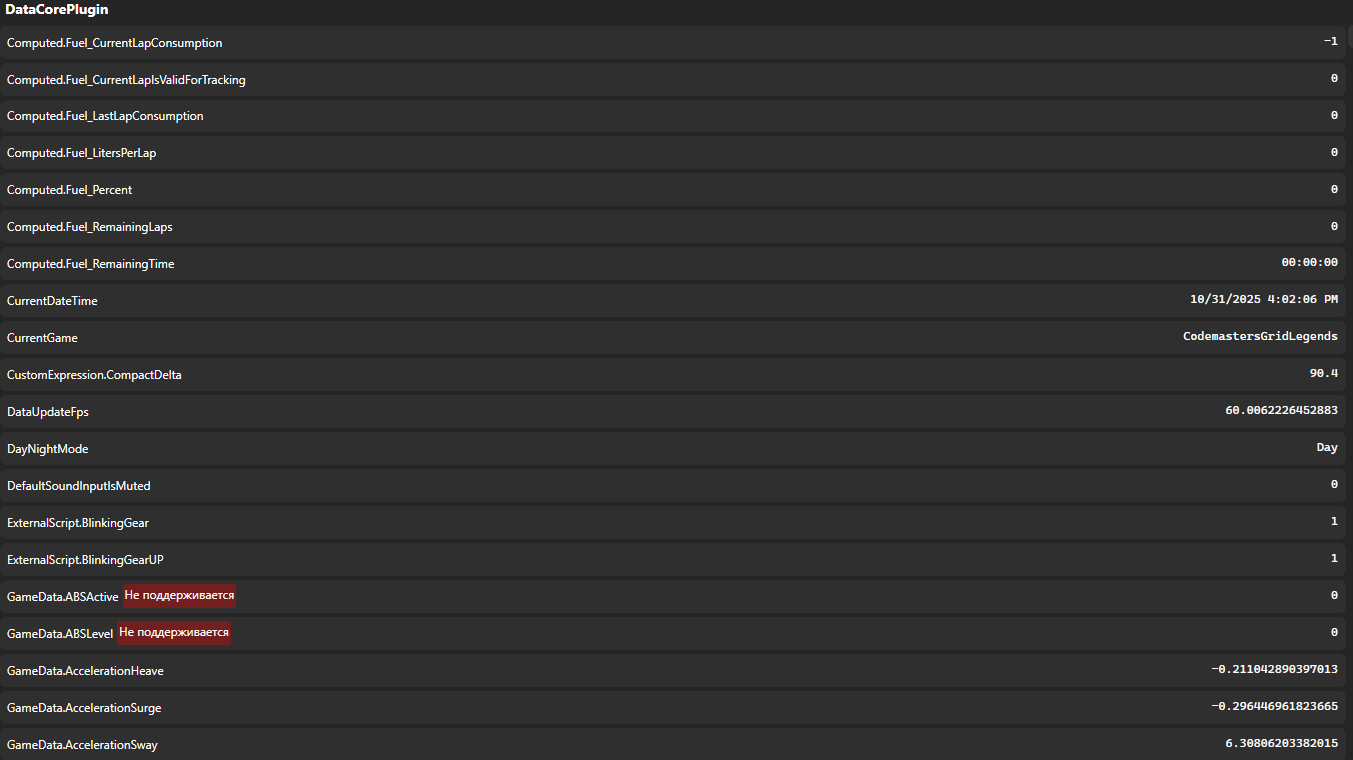 DataCorePlugin
Computed.Fuel_CurrentLapConsumption −1
Computed.Fuel_CurrentLapIsValidForTracking 0
Computed.Fuel_LastLapConsumption 0
Computed.Fuel_LitersPerLap 0
Computed.Fuel_Percent 0
Computed.Fuel_RemainingLaps 0
Computed.Fuel_RemainingTime 00:00:00
CurrentDateTime 10/31/2025 4:02:06 PM
CurrentGame CodemastersGridLegends
CustomExpression.CompactDelta 90.4
DataUpdateFps 60.0062226452883
DayNightMode Day
DefaultSoundInputIsMuted 0
ExternalScript.BlinkingGear 1
ExternalScript.BlinkingGearUP 1
GameData.ABSActive Не поддерживается 0
GameData.ABSLevel Не поддерживается 0
GameData.AccelerationHeave −0.211042890397013
GameData.AccelerationSurge −0.296446961823665
GameData.AccelerationSway 6.30806203382015